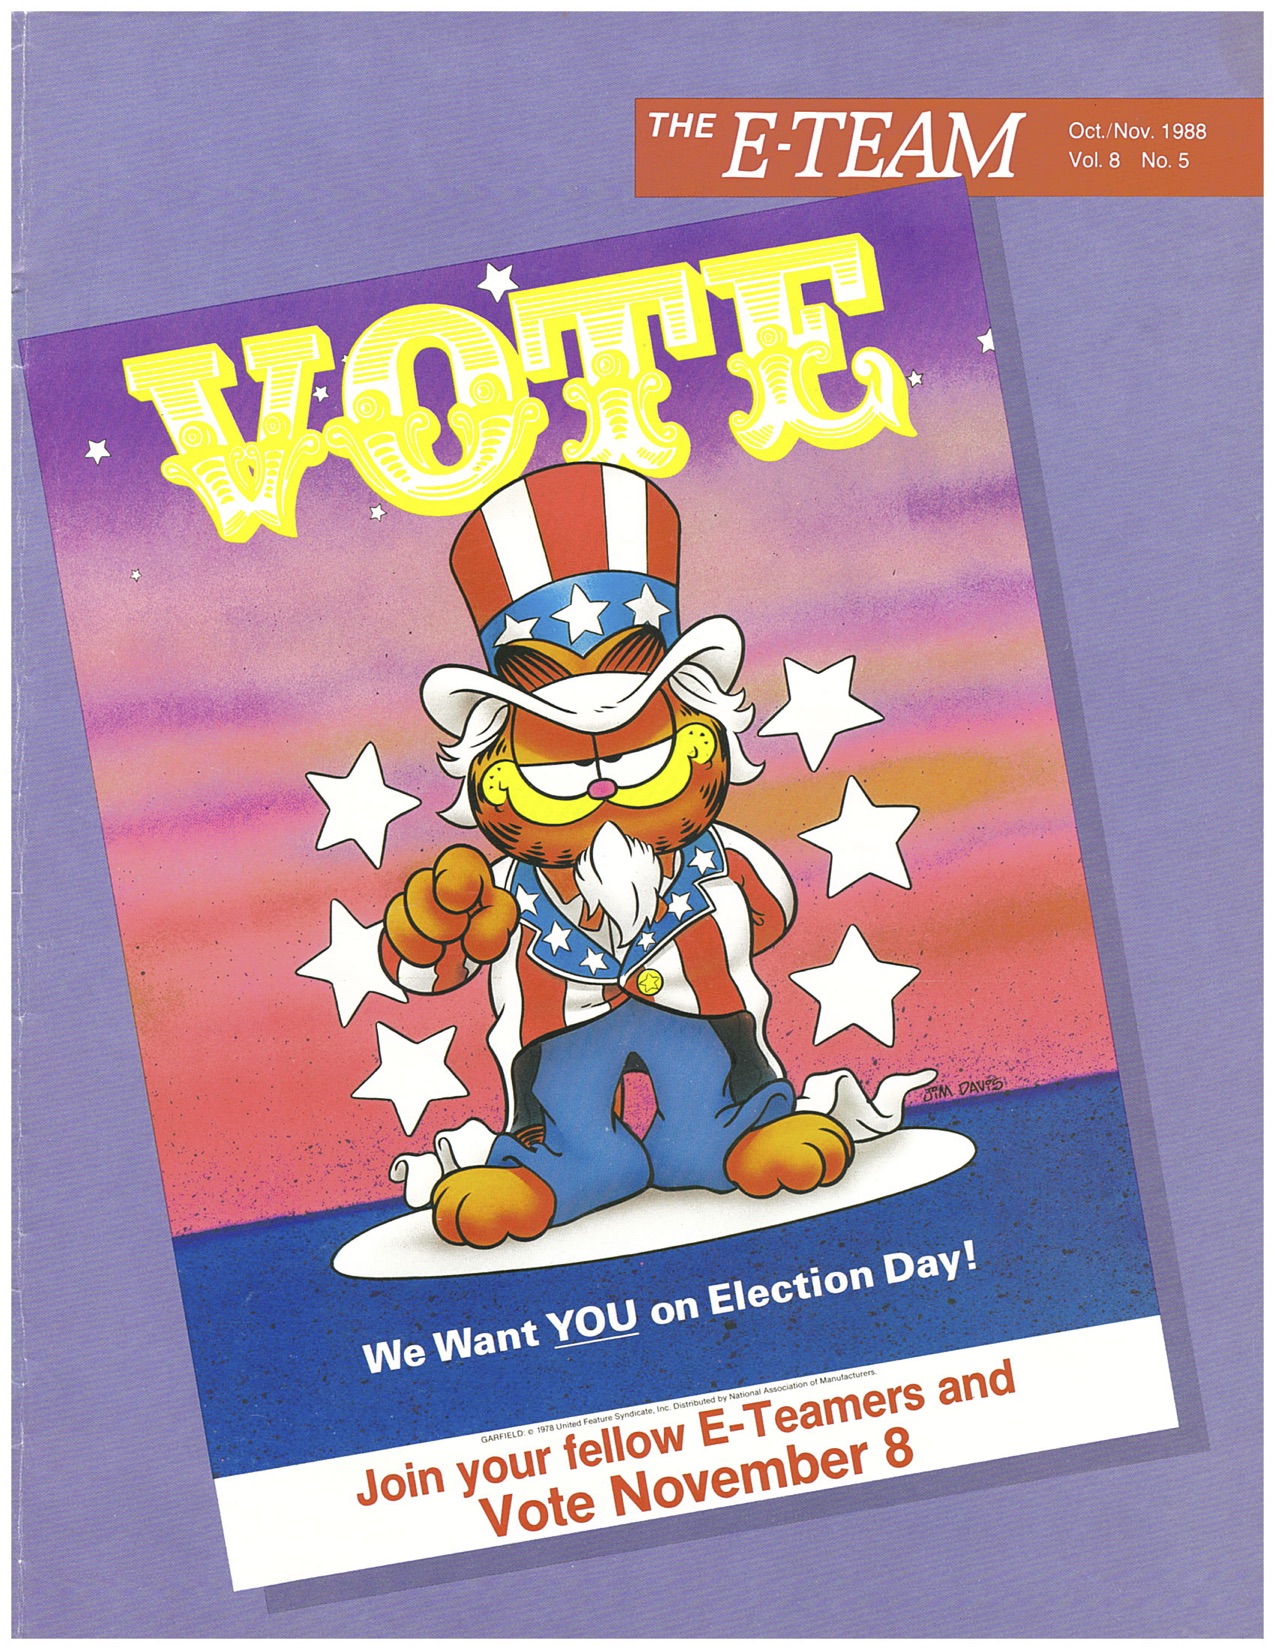 THE E-TEAM
Oct./Nov. 1988
Vol. 8 No. 5
VOTE
JIM DAVIS
We Want YOU on Election Day!
GARFIELD: © 1978 United Feature Syndicate, Inc. Distributed by National Association of Manufacturers.
Join your fellow E-Teamers and
Vote November 8